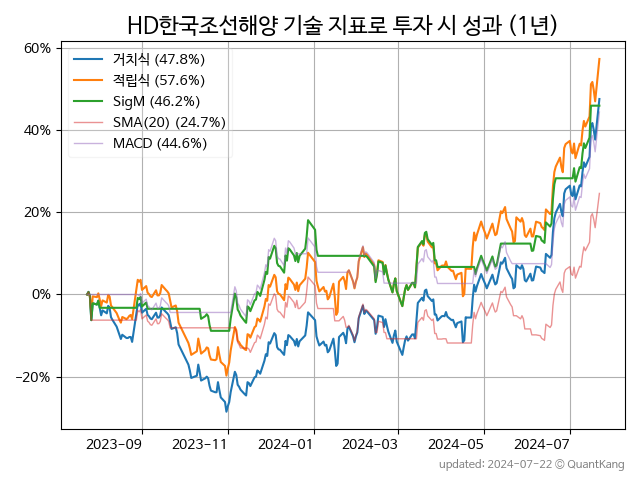 HD한국조선해양 기술 지표로 투자 시 성과 (1년)
60%
40%
20%
0%
−20%
거치식 (47.8%)
적립식 (57.6%)
SigM (46.2%)
SMA(20) (24.7%)
MACD (44.6%)
2023−09 2023−11 2024−01 2024−03 2024−05 2024−07
updated: 2024-07-22 © QuantKang